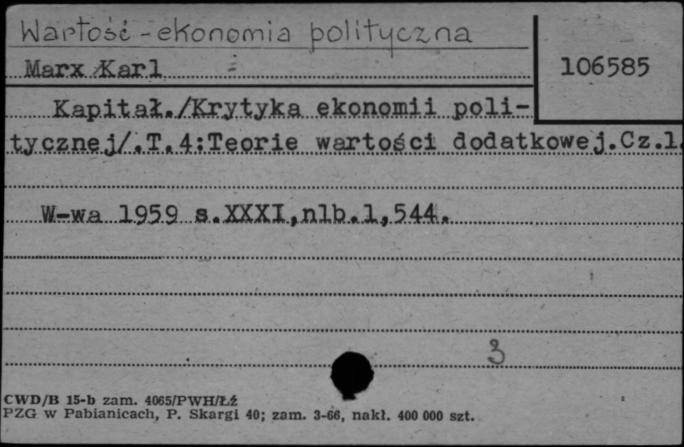 Wartość - ekonomia polityczna
Marx Karl
106585
Kapitał./Krytyka ekonomii poli-
tycznej/.T.4:Teorie wartości dodatkowej.Cz.1.
W-wa 1959 s.XXXI,nlb.1,544.
3
CWD/B 15-b zam. 4065/PWH/Łź
PZG w Pabianicach, P. Skargi 40; zam. 3-66, nakł. 400 000 szt.